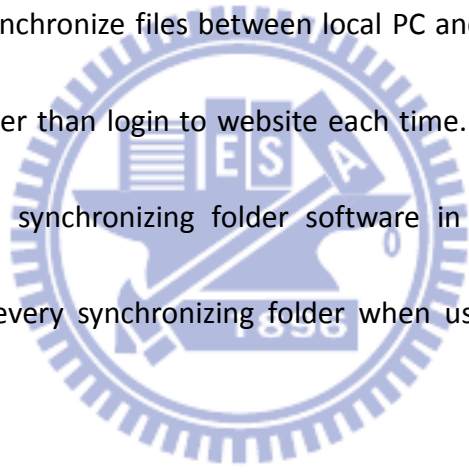 nchronize files between local PC and
er than login to website each time.
E S A
synchronizing folder software in
every synchronizing folder when us
1896